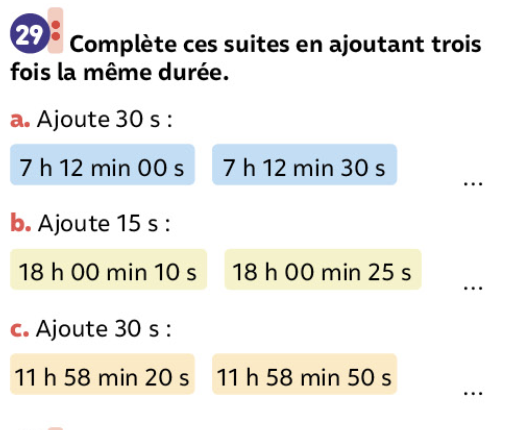 29 Complète ces suites en ajoutant trois
fois la même durée.
a. Ajoute 30 s :
7 h 12 min 00 s 7 h 12 min 30 s ...
b. Ajoute 15 s :
18 h 00 min 10 s 18 h 00 min 25 s ...
c. Ajoute 30 s :
11 h 58 min 20 s 11 h 58 min 50 s ...